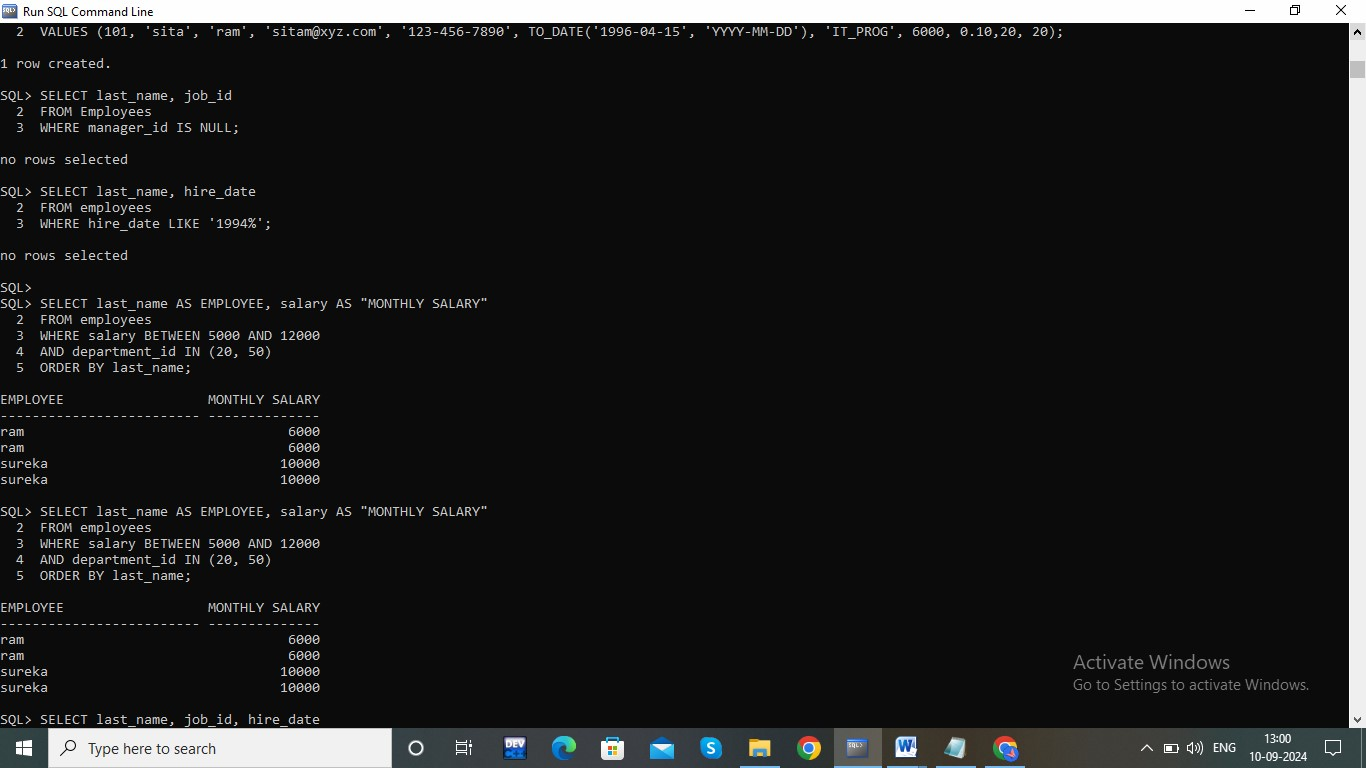 Run SQL Command Line
  2  VALUES (101, 'sita', 'ram', 'sitam@xyz.com', '123-456-7890', TO_DATE('1996-04-15', 'YYYY-MM-DD'), 'IT_PROG', 6000, 0.10,20, 20);
1 row created.
SQL> SELECT last_name, job_id
  2  FROM Employees
  3  WHERE manager_id IS NULL;
no rows selected
SQL> SELECT last_name, hire_date
  2  FROM employees
  3  WHERE hire_date LIKE '1994%';
no rows selected
SQL>
SQL> SELECT last_name AS EMPLOYEE, salary AS "MONTHLY SALARY"
  2  FROM employees
  3  WHERE salary BETWEEN 5000 AND 12000
  4  AND department_id IN (20, 50)
  5  ORDER BY last_name;
EMPLOYEE                  MONTHLY SALARY
------------------------- --------------
ram                                 6000
ram                                 6000
sureka                             10000
sureka                             10000
SQL> SELECT last_name AS EMPLOYEE, salary AS "MONTHLY SALARY"
  2  FROM employees
  3  WHERE salary BETWEEN 5000 AND 12000
  4  AND department_id IN (20, 50)
  5  ORDER BY last_name;
EMPLOYEE                  MONTHLY SALARY
------------------------- --------------
ram                                 6000
ram                                 6000
sureka                             10000
sureka                             10000
SQL> SELECT last_name, job_id, hire_date
Activate Windows
Go to Settings to activate Windows.
Type here to search
DEV
ENG
13:00
10-09-2024